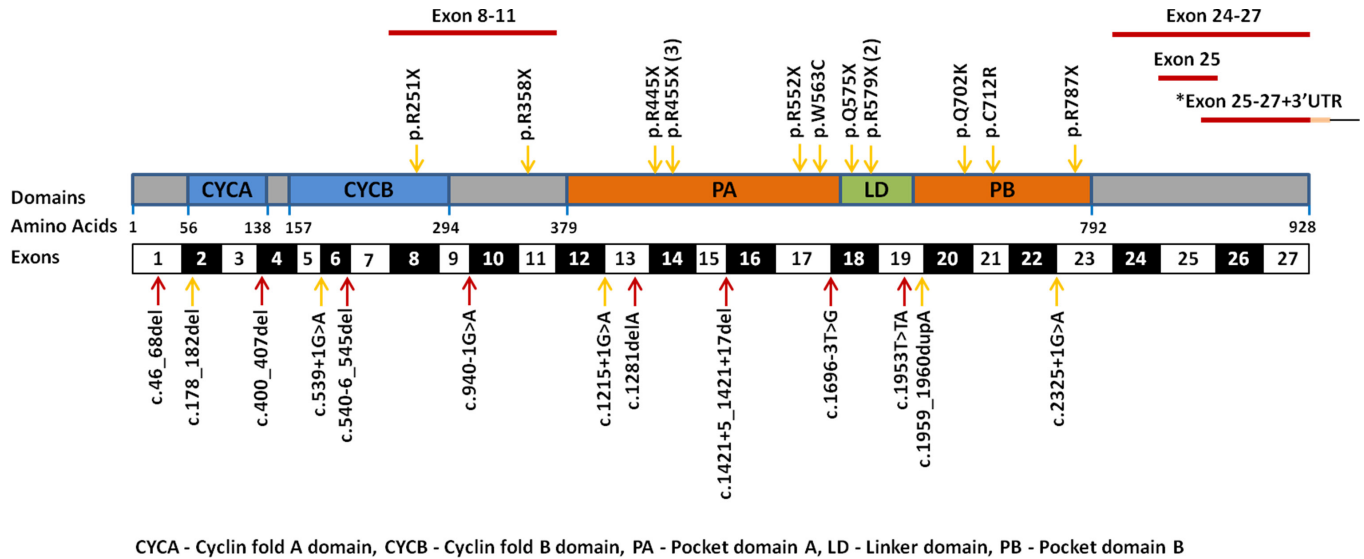 Exon 8-11
Exon 24-27
Exon 25
*Exon 25-27+3'UTR
p.R251X
p.R358X
p.R445X
p.R455X (3)
p.R552X
p.W563C
p.Q575X
p.R579X (2)
p.Q702K
p.C712R
p.R787X
Domains CYCA CYCB PA LD PB
Amino Acids 1 56 138 157 294 379 792 928
Exons 1 2 3 4 5 6 7 8 9 10 11 12 13 14 15 16 17 18 19 20 21 22 23 24 25 26 27
c.46_68del
c.178_182del
c.400_407del
c.539+1G>A
c.540-6_545del
c.940-1G>A
c.1215+1G>A
c.1281delA
c.1421+5_1421+17del
c.1696-3T>G
c.1953T>TA
c.1959_1960dupA
c.2325+1G>A
CYCA - Cyclin fold A domain, CYCB - Cyclin fold B domain, PA - Pocket domain A, LD - Linker domain, PB - Pocket domain B